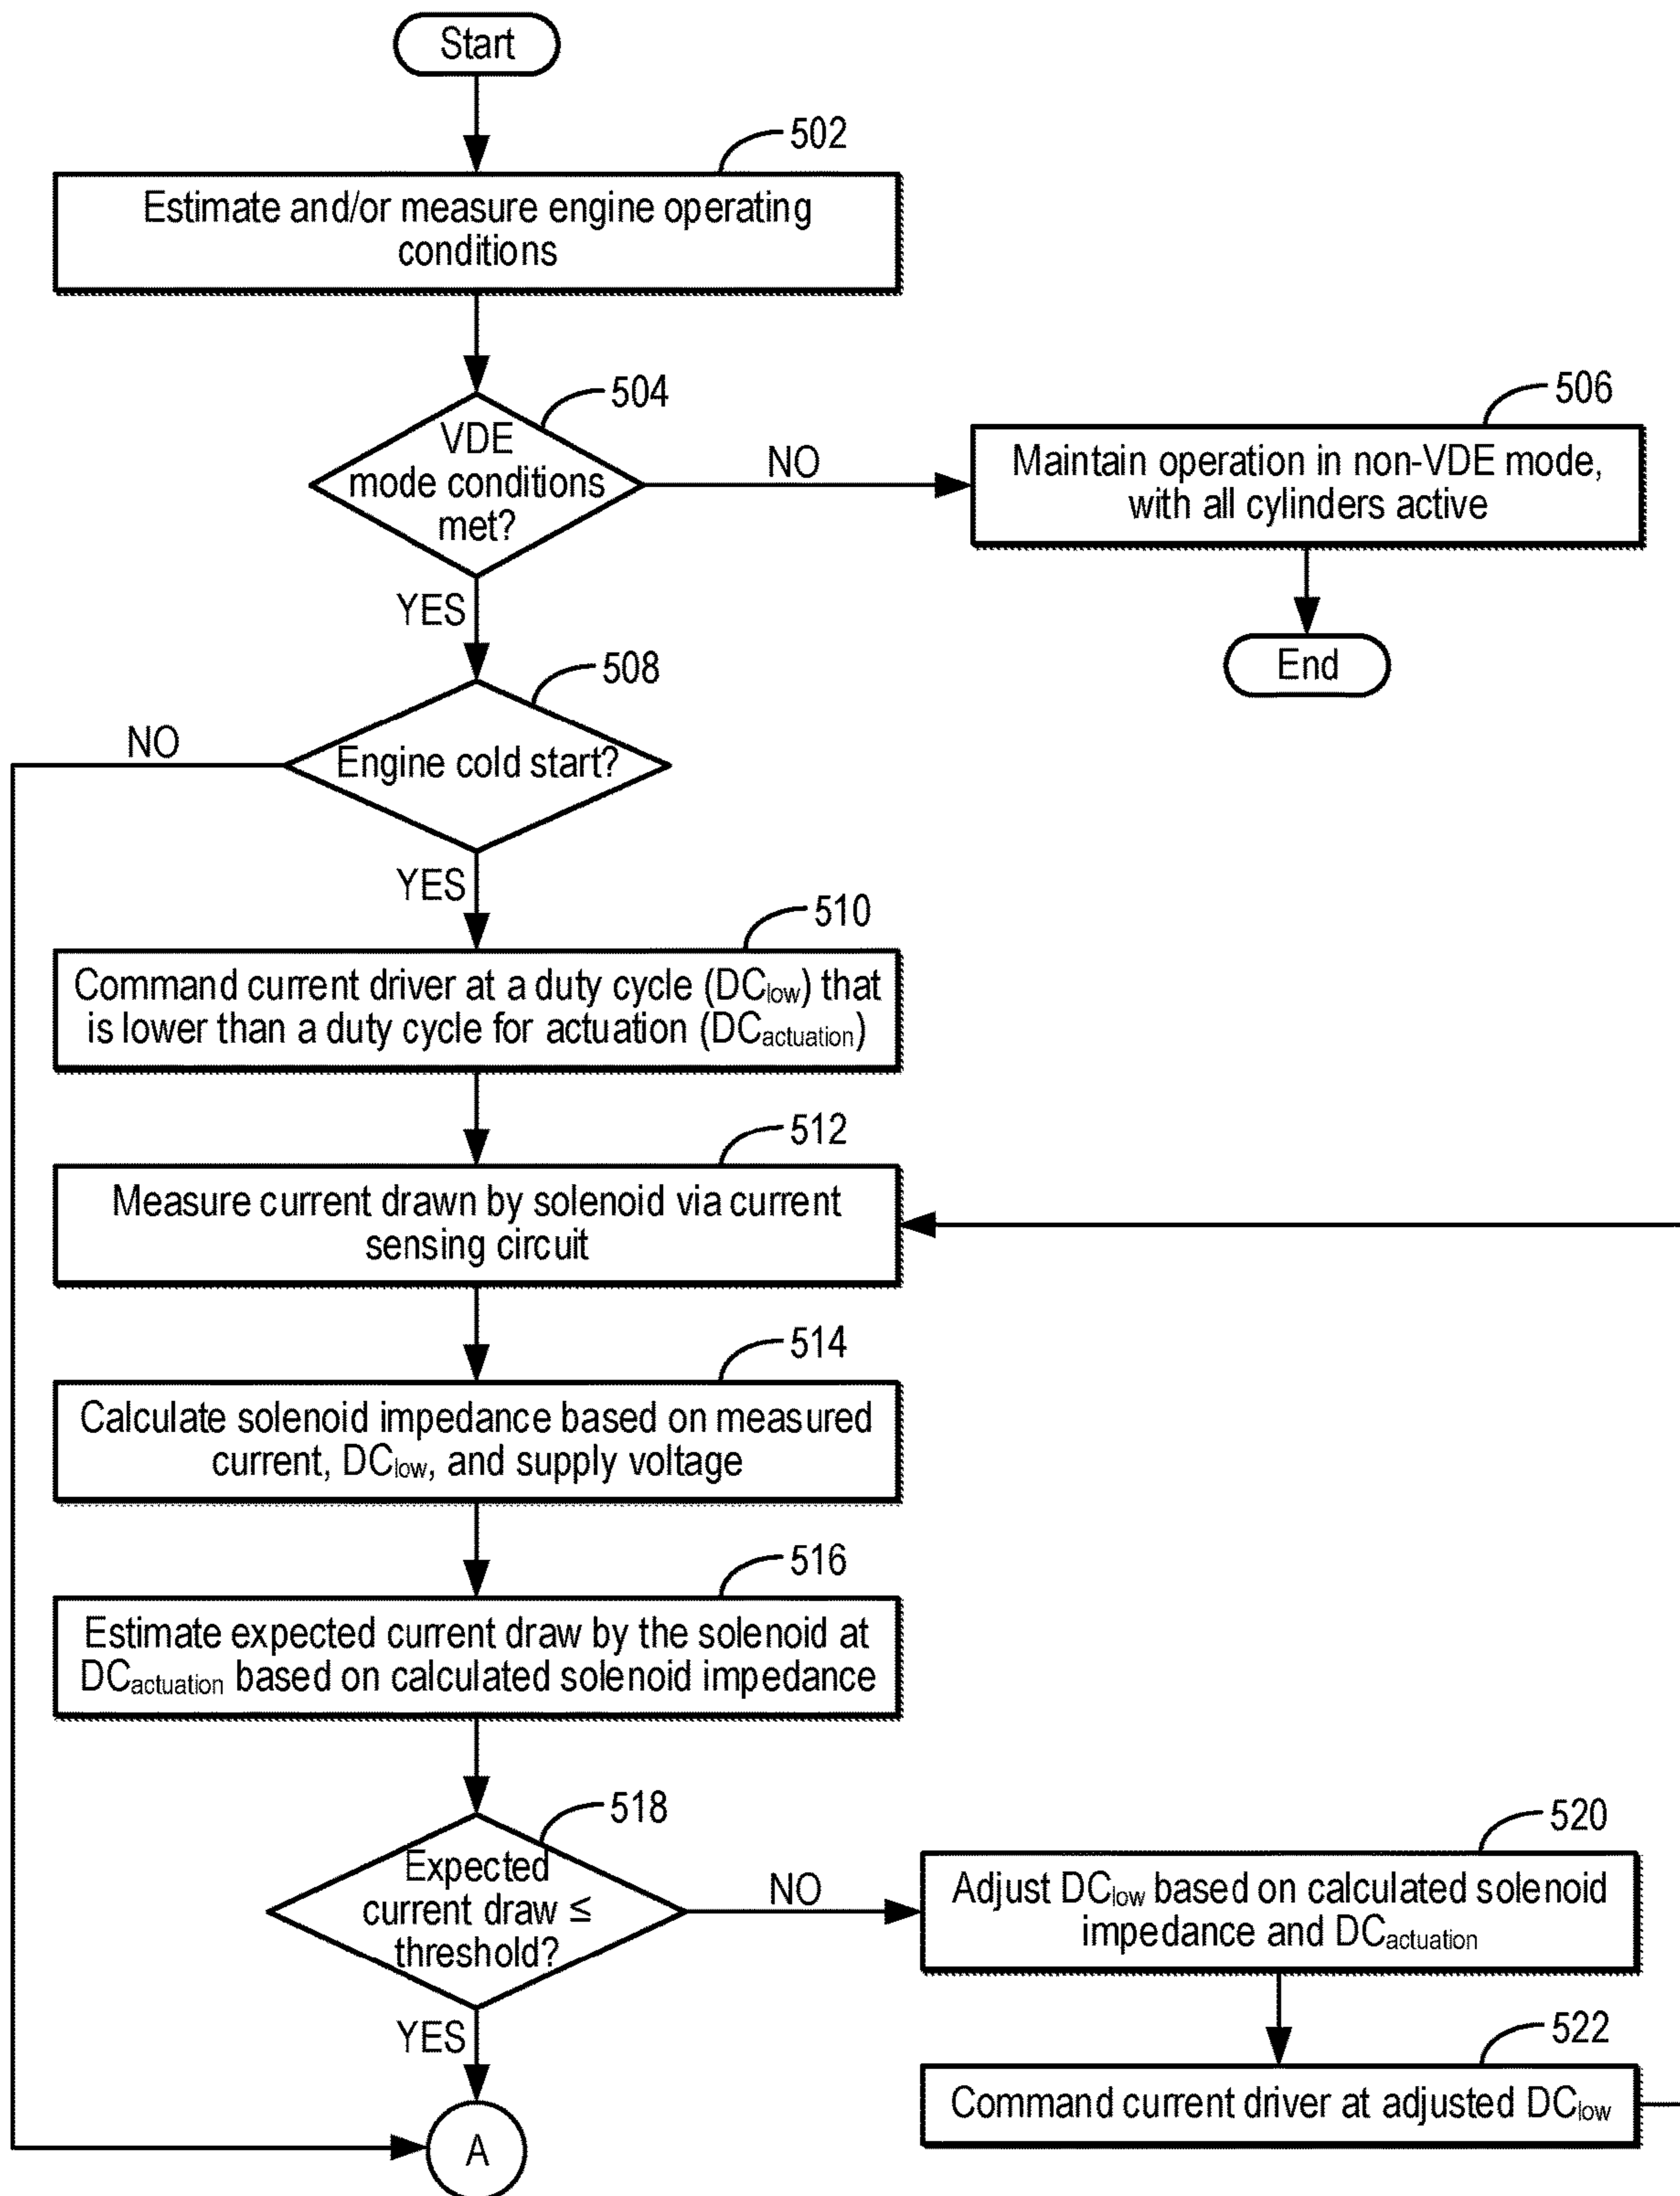 Start
502
Estimate and/or measure engine operating
conditions
504
VDE
mode conditions
met?
NO
506
Maintain operation in non-VDE mode,
with all cylinders active
End
YES
508
Engine cold start?
NO
YES
510
Command current driver at a duty cycle (DClow) that
is lower than a duty cycle for actuation (DCactuation)
512
Measure current drawn by solenoid via current
sensing circuit
514
Calculate solenoid impedance based on measured
current, DClow, and supply voltage
516
Estimate expected current draw by the solenoid at
DCactuation based on calculated solenoid impedance
518
Expected
current draw ≤
threshold?
NO
520
Adjust DClow based on calculated solenoid
impedance and DCactuation
522
Command current driver at adjusted DClow
YES
A